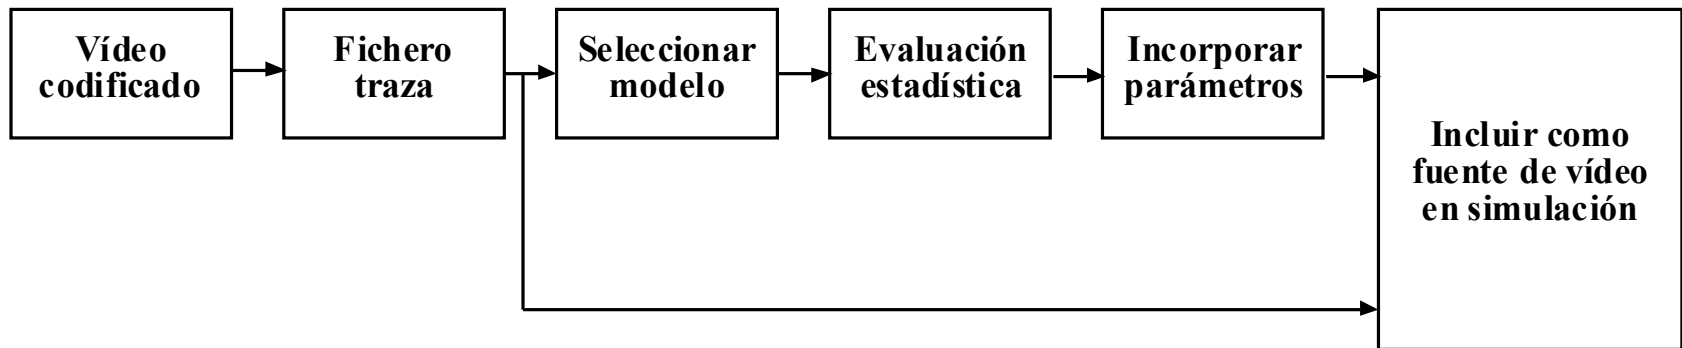 Vídeo
codificado
Fichero
traza
Seleccionar
modelo
Evaluación
estadística
Incorporar
parámetros
Incluir como
fuente de vídeo
en simulación